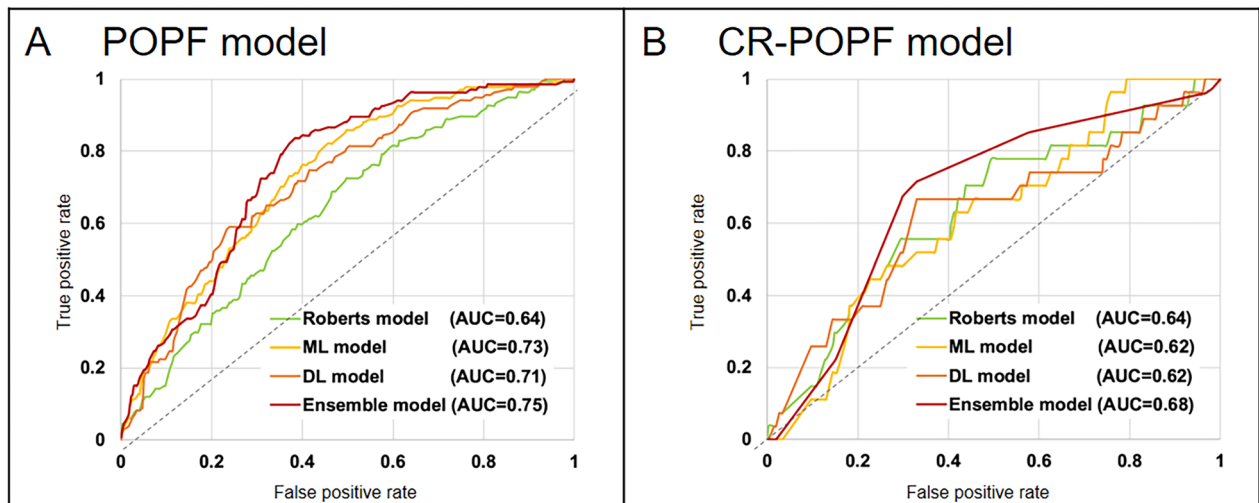 A POPF model
1
0.8
0.6
0.4
0.2
0
True positive rate
0 0.2 0.4 0.6 0.8 1
False positive rate
Roberts model (AUC=0.64)
ML model (AUC=0.73)
DL model (AUC=0.71)
Ensemble model (AUC=0.75)
B CR-POPF model
1
0.8
0.6
0.4
0.2
0
True positive rate
0 0.2 0.4 0.6 0.8 1
False positive rate
Roberts model (AUC=0.64)
ML model (AUC=0.62)
DL model (AUC=0.62)
Ensemble model (AUC=0.68)